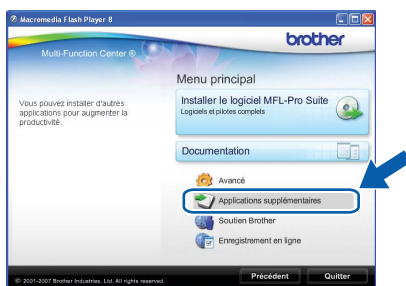 Macromedia Flash Player 8
brother
Multi-Function Center ®
Menu principal
Vous pouvez installer d'autres
applications pour augmenter la
productivité.
Installer le logiciel MFL-Pro Suite
Logiciels et pilotes complets
Documentation
Avancé
Applications supplémentaires
Soutien Brother
Enregistrement en ligne
© 2001-2007 Brother Industries, Ltd. All rights reserved.
Précédent
Quitter